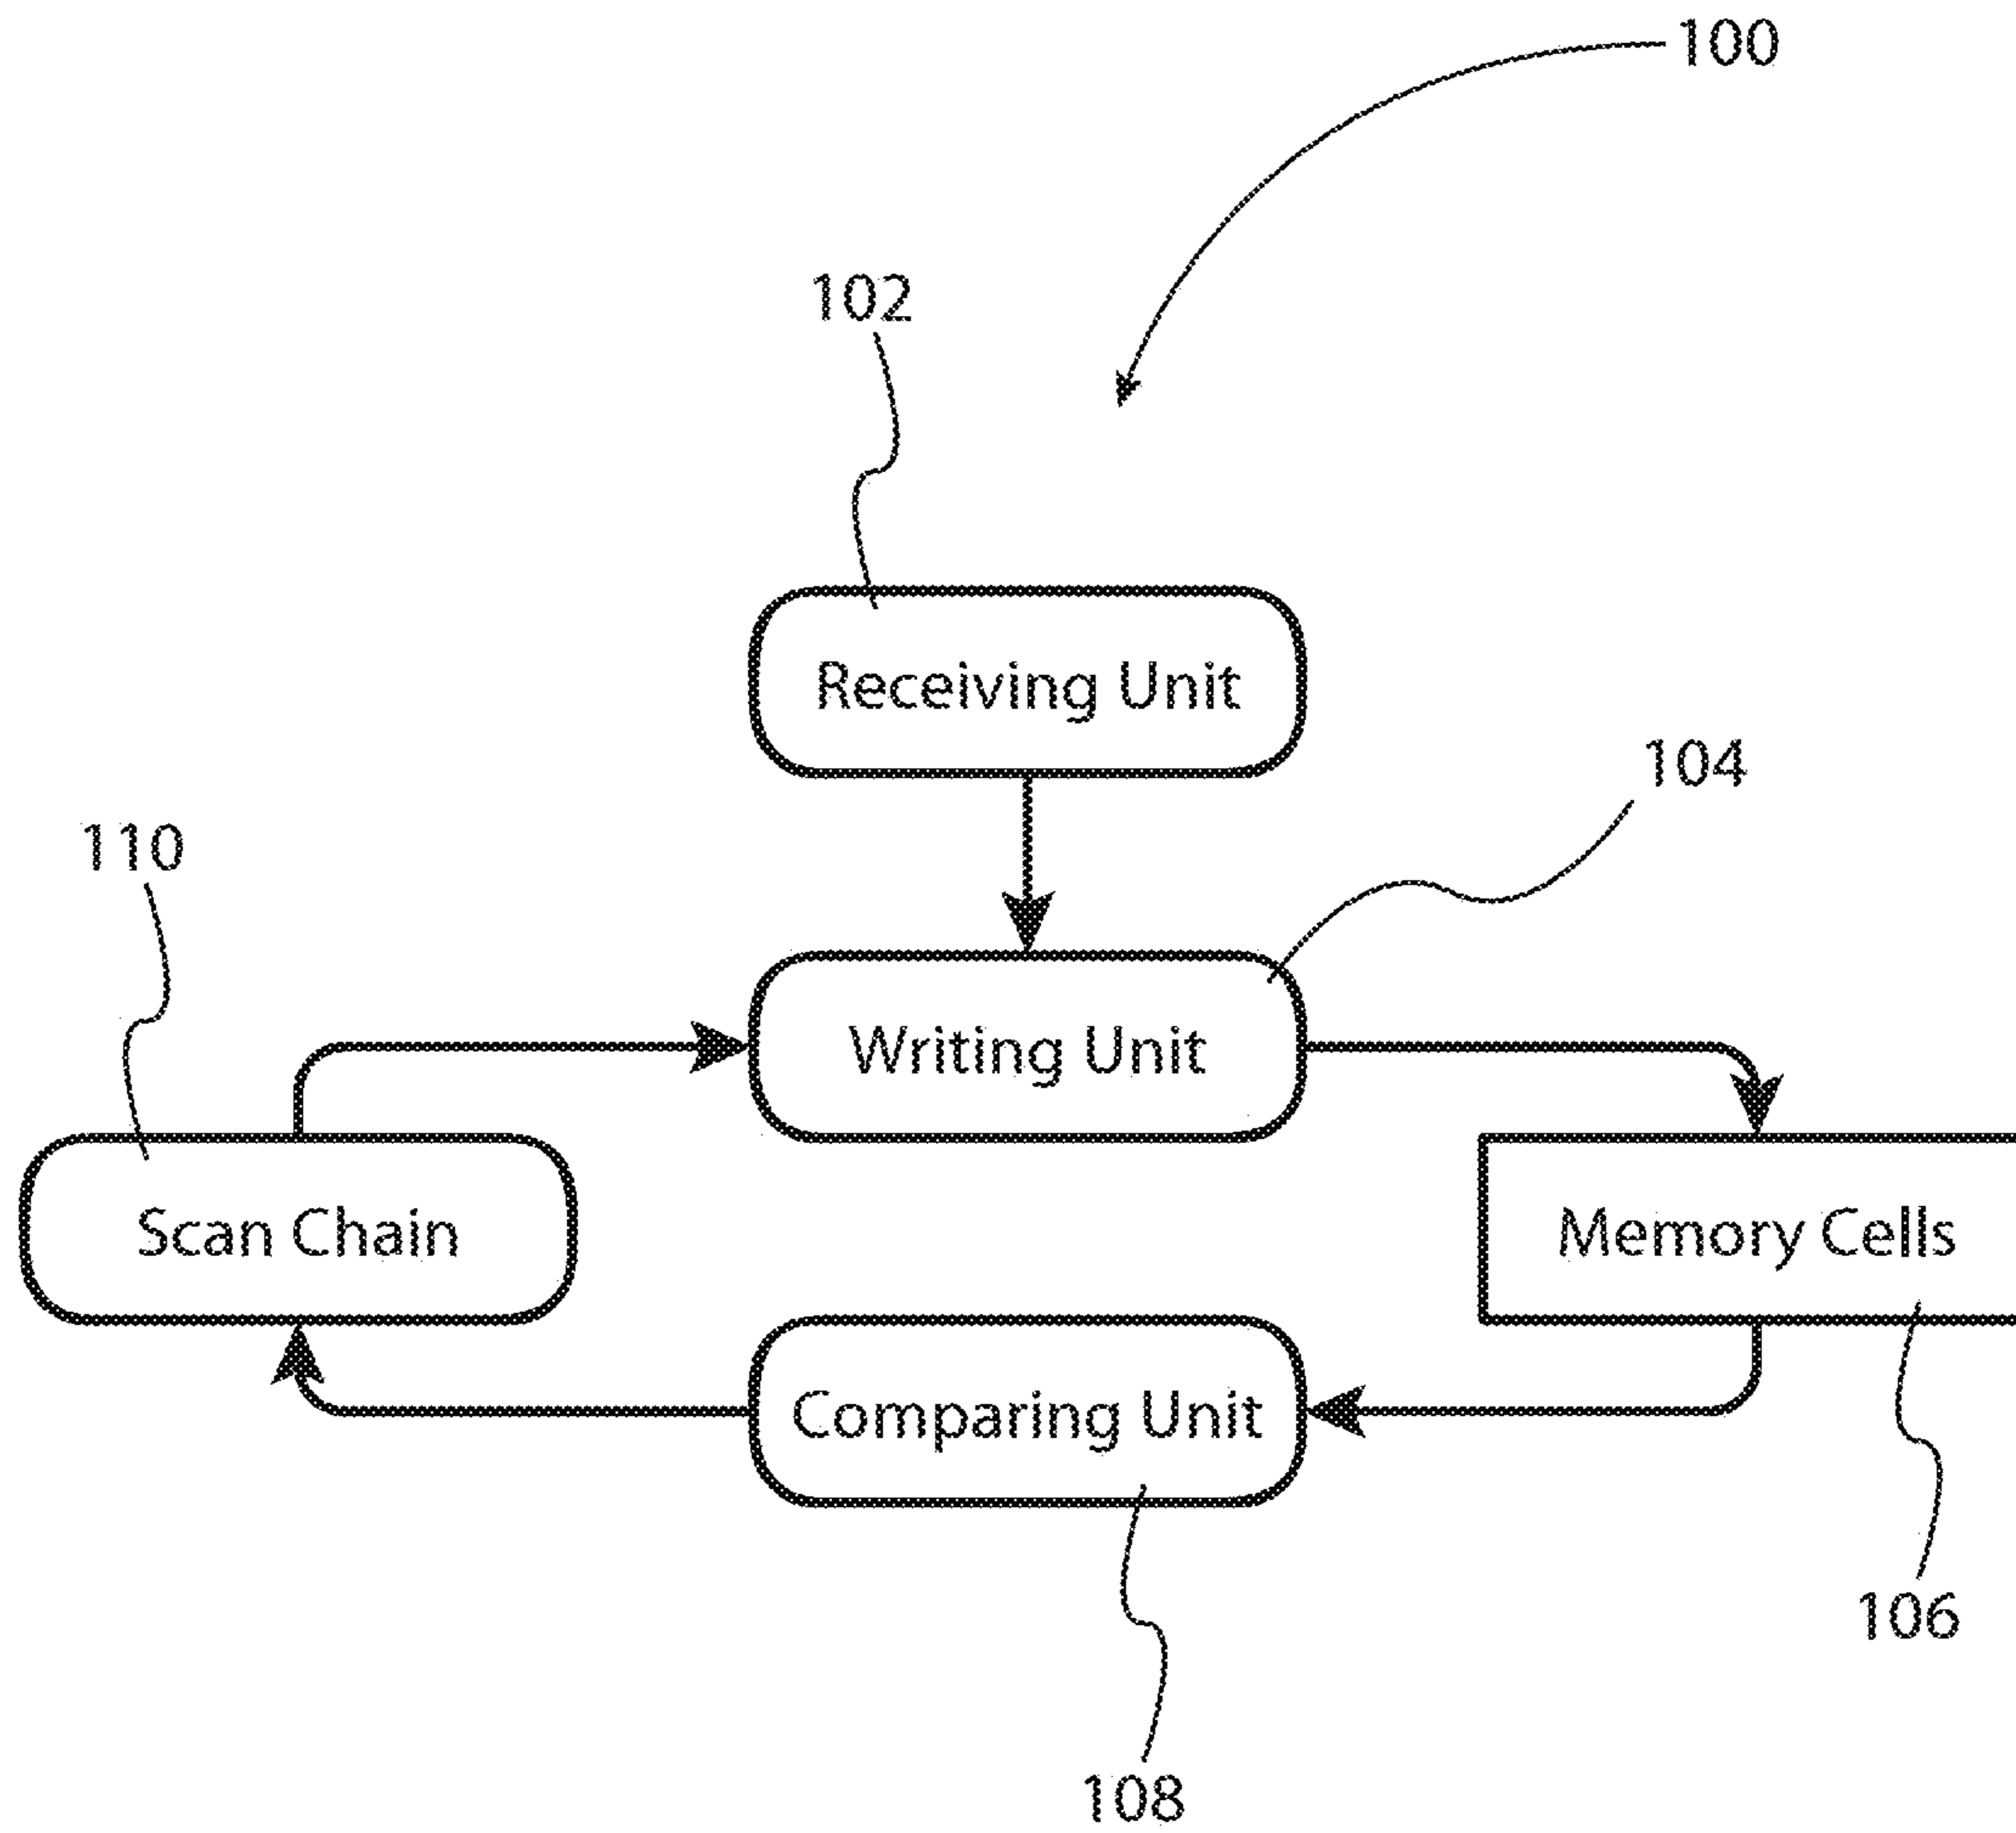 100
102
Receiving Unit
104
110
Writing Unit
Scan Chain
Memory Cells
Comparing Unit
106
108